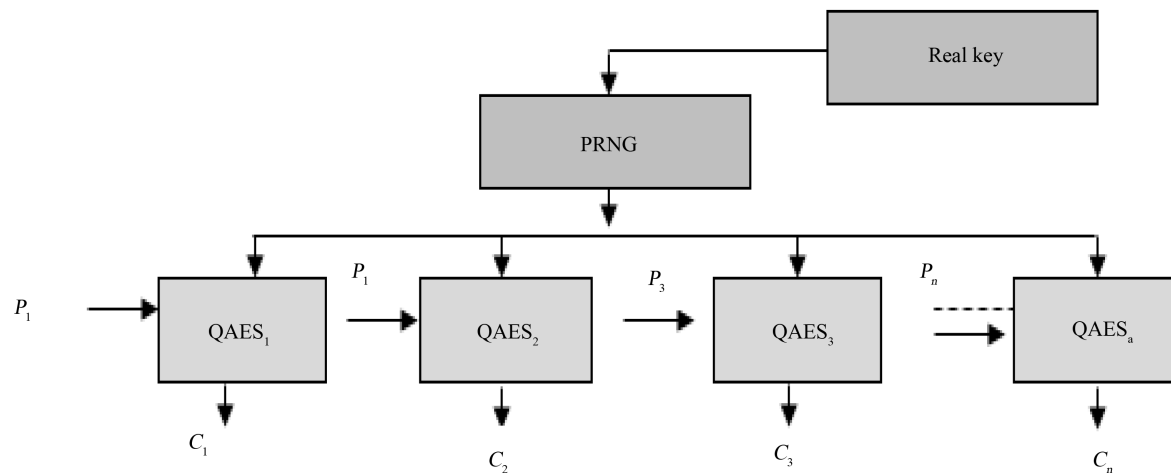 Real key
PRNG
P1
QAES1
P1
QAES2
P3
QAES3
Pn
QAESa
C1
C2
C3
Cn